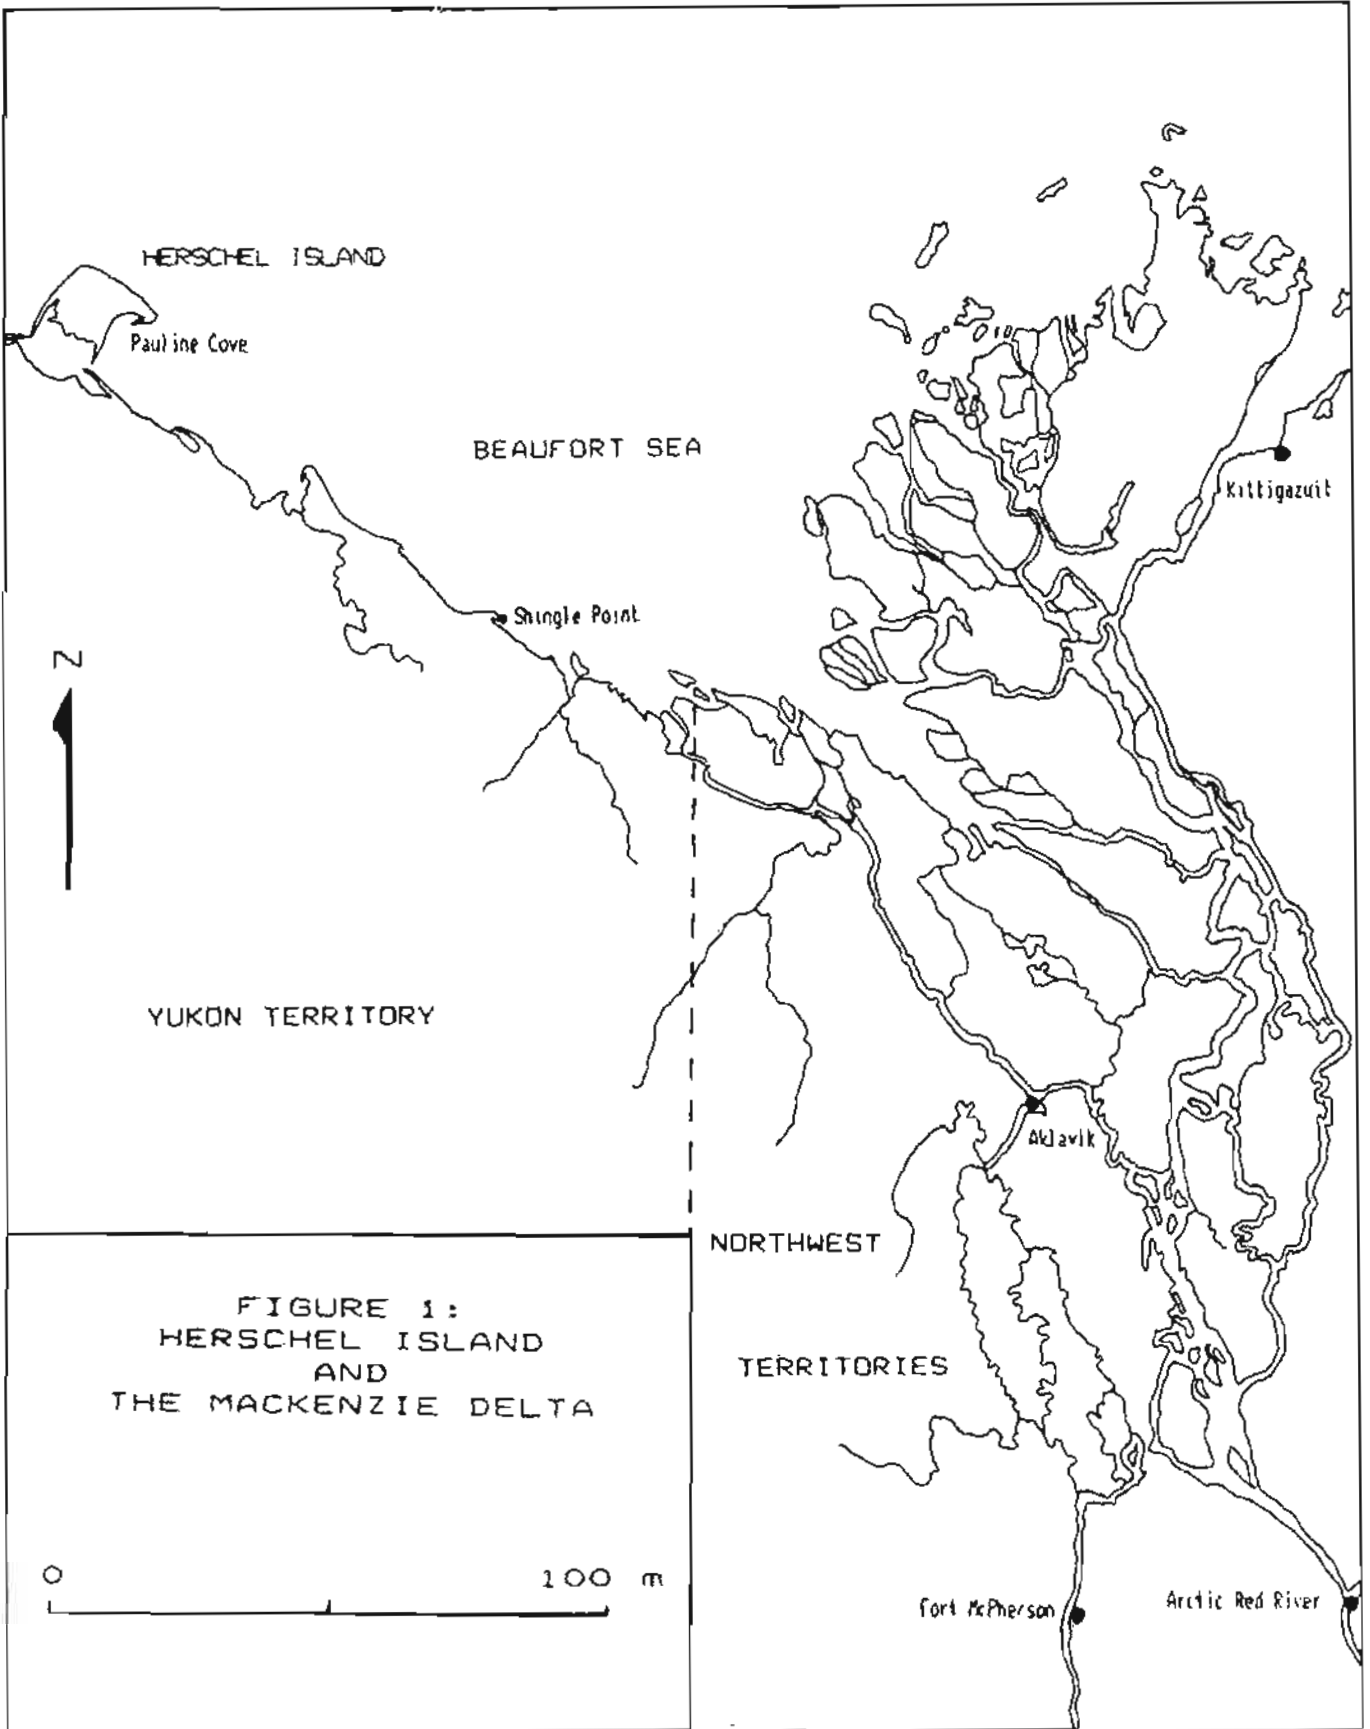 HERSCHEL ISLAND
Pauline Cove
BEAUFORT SEA
Kittigazuit
Shingle Point
N
YUKON TERRITORY
Aklavik
NORTHWEST
TERRITORIES
FIGURE 1:
HERSCHEL ISLAND
AND
THE MACKENZIE DELTA
0 100 m
Fort McPherson
Arctic Red River